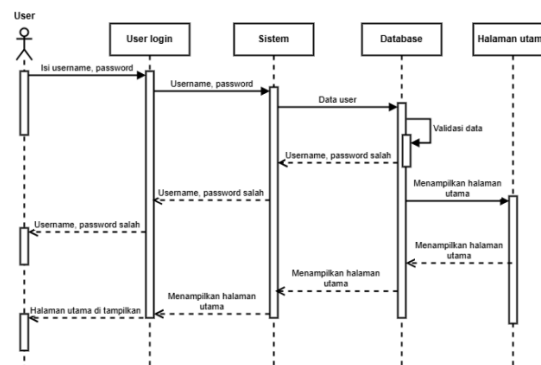 User
User login
Sistem
Database
Halaman utam
Isi username, password
Username, password
Data user
Validasi data
Username, password salah
Menampilkan halaman
utama
Username, password salah
Username, password salah
Menampilkan halaman
utama
Menampilkan halaman
utama
Menampilkan halaman
utama
Halaman utama di tampilkan